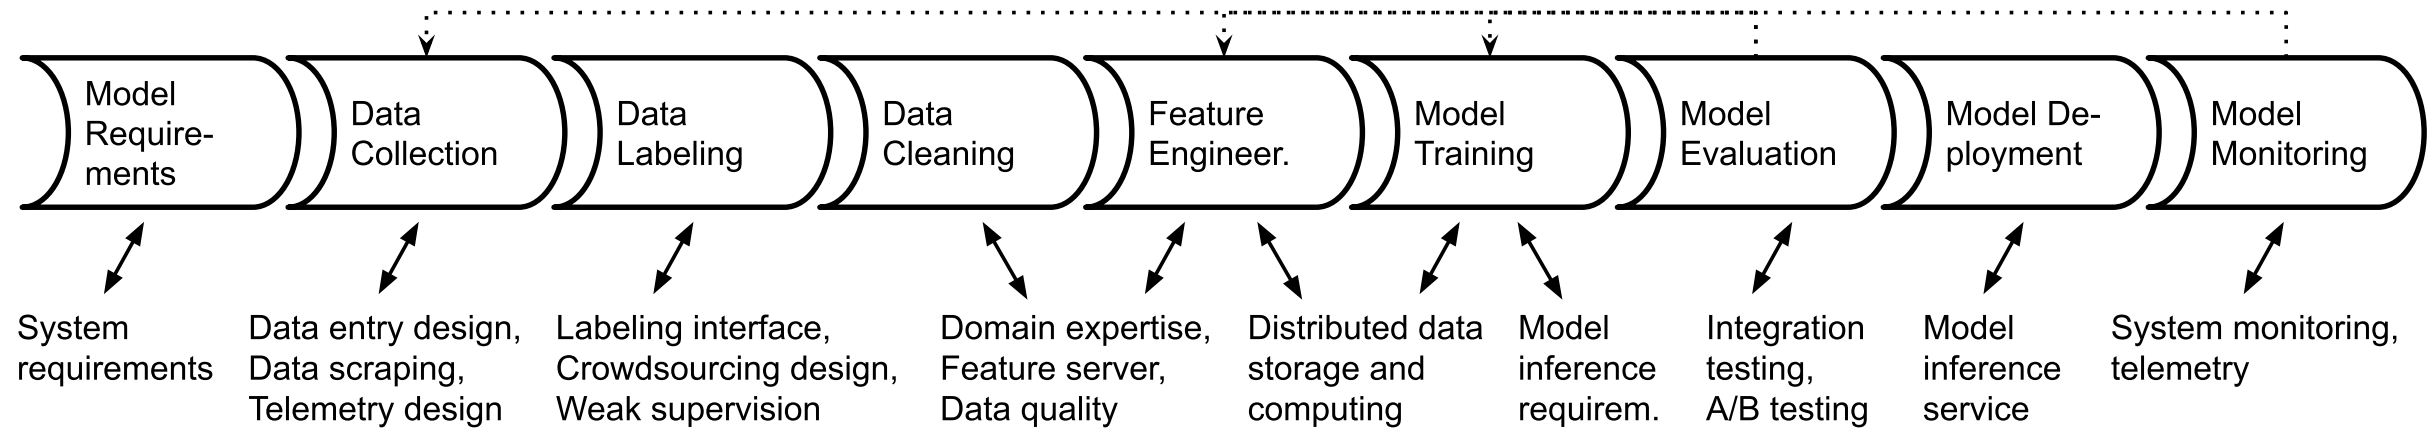 Model
Require-
ments
Data
Collection
Data
Labeling
Data
Cleaning
Feature
Engineer.
Model
Training
Model
Evaluation
Model De-
ployment
Model
Monitoring
System
requirements
Data entry design,
Data scraping,
Telemetry design
Labeling interface,
Crowdsourcing design,
Weak supervision
Domain expertise,
Feature server,
Data quality
Distributed data
storage and
computing
Model
inference
requirem.
Integration
testing,
A/B testing
Model
inference
service
System monitoring,
telemetry